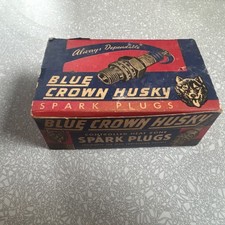 Always Dependable
BLUE
CROWN HUSKY
SPARK PLUGS
BLUE CROWN HUSKY
SPARK PLUGS